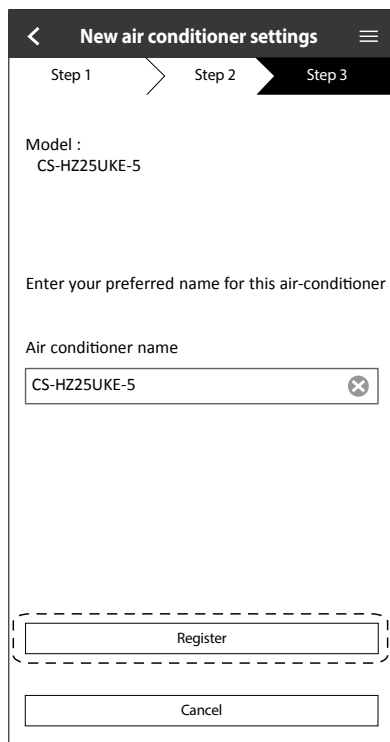 New air conditioner settings
Step 1 Step 2 Step 3
Model :
CS-HZ25UKE-5
Enter your preferred name for this air-conditioner
Air conditioner name
CS-HZ25UKE-5
Register
Cancel